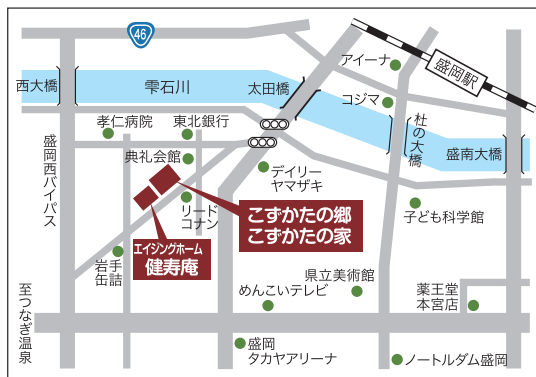 46
盛岡駅
アイーナ
西大橋
雫石川
太田橋
コジマ
孝仁病院
東北銀行
杜の大橋
盛南大橋
盛岡西バイパス
典礼会館
デイリー
ヤマザキ
リード
コナン
こずかたの郷
こずかたの家
子ども科学館
エイジングホーム
健寿庵
岩手
缶詰
県立美術館
めんこいテレビ
薬王堂
本宮店
至つなぎ温泉
盛岡
タカヤアリーナ
ノートルダム盛岡